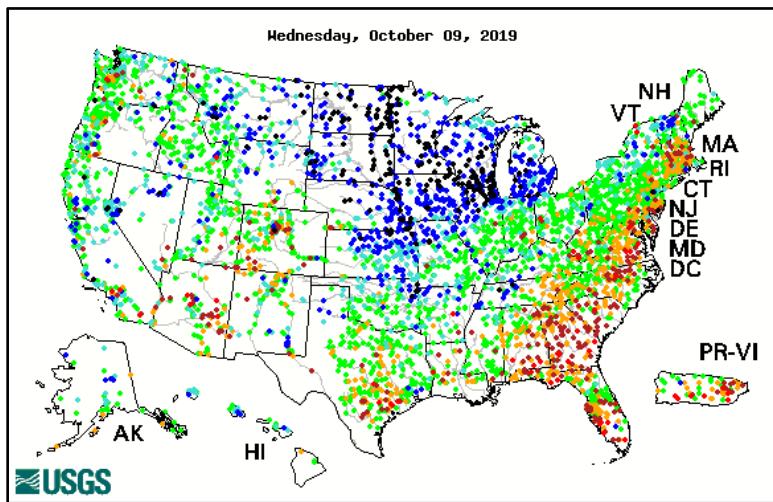 Wednesday, October 09, 2019
NH
VT
MA
RI
CT
NJ
DE
MD
DC
PR-VI
AK
HI
USGS